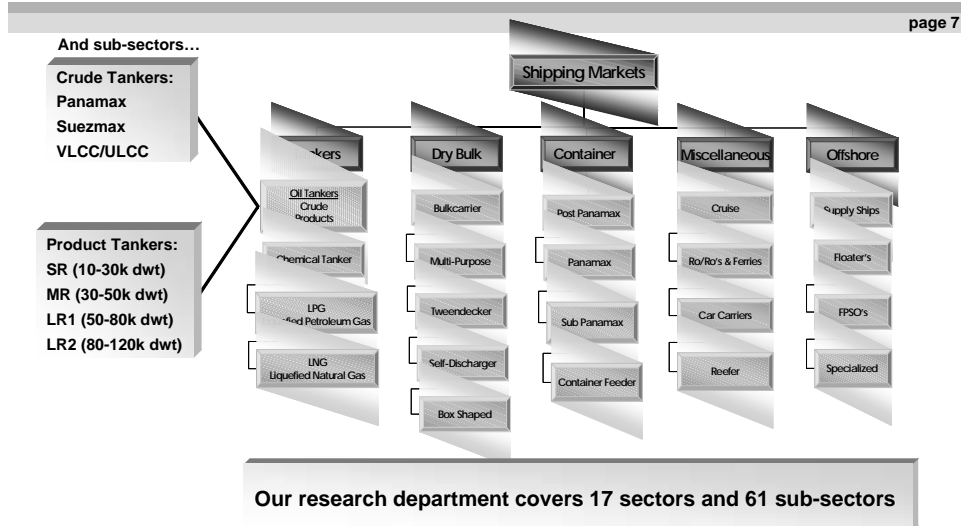 page 7
And sub-sectors…
Crude Tankers:
Panamax
Suezmax
VLCC/ULCC
Product Tankers:
SR (10-30k dwt)
MR (30-50k dwt)
LR1 (50-80k dwt)
LR2 (80-120k dwt)
Shipping Markets
Tankers
Oil Tankers
Crude
Products
Chemical Tanker
LPG
Liquefied Petroleum Gas
LNG
Liquefied Natural Gas
Dry Bulk
Bulkcarrier
Multi-Purpose
Tweendecker
Self-Discharger
Box Shaped
Container
Post Panamax
Panamax
Sub Panamax
Container Feeder
Miscellaneous
Cruise
Ro/Ro's & Ferries
Car Carriers
Reefer
Offshore
Supply Ships
Floater's
FPSO's
Specialized
Our research department covers 17 sectors and 61 sub-sectors